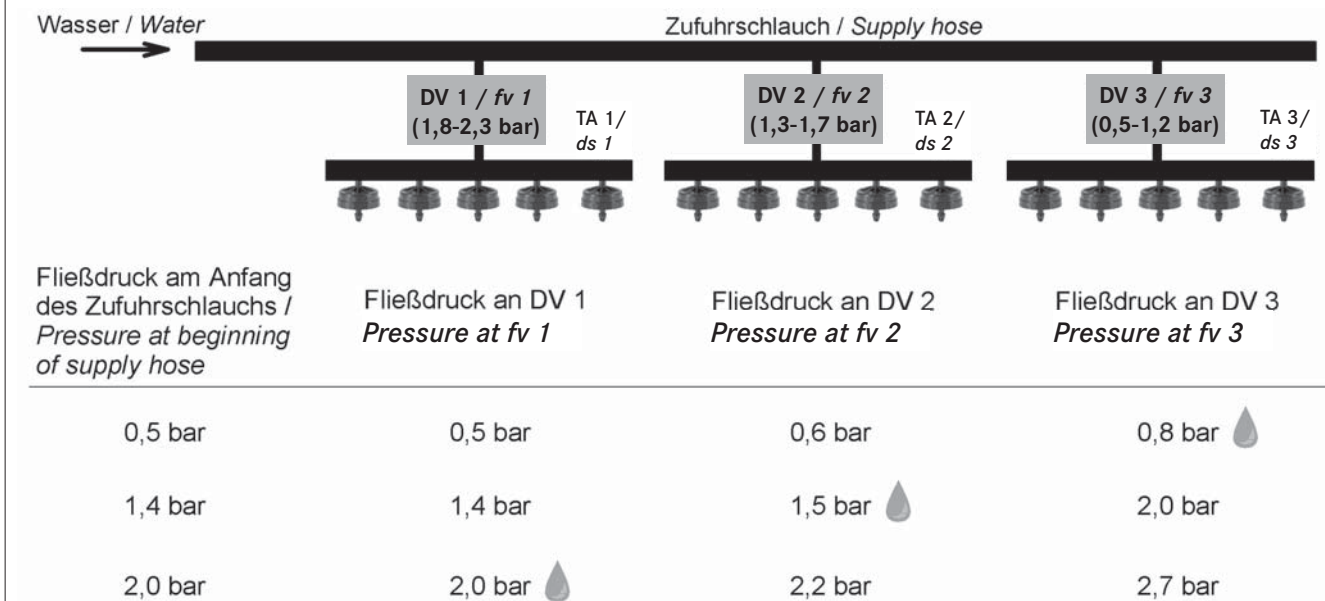 Wasser / Water
Zufuhrschlauch / Supply hose
DV 1 / fv 1
(1,8-2,3 bar)
TA 1/
ds 1
DV 2 / fv 2
(1,3-1,7 bar)
TA 2/
ds 2
DV 3 / fv 3
(0,5-1,2 bar)
TA 3/
ds 3
Fließdruck am Anfang
des Zufuhrschlauchs /
Pressure at beginning
of supply hose
Fließdruck an DV 1
Pressure at fv 1
Fließdruck an DV 2
Pressure at fv 2
Fließdruck an DV 3
Pressure at fv 3
0,5 bar 0,5 bar 0,6 bar 0,8 bar
1,4 bar 1,4 bar 1,5 bar 2,0 bar
2,0 bar 2,0 bar 2,2 bar 2,7 bar